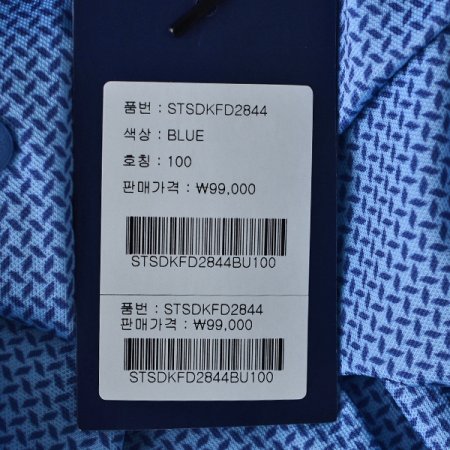 품번 : STSDKFD2844
색상 : BLUE
호칭 : 100
판매가격 : ₩99,000
STSDKFD2844BU100
품번 : STSDKFD2844
판매가격 : ₩99,000
STSDKFD2844BU100